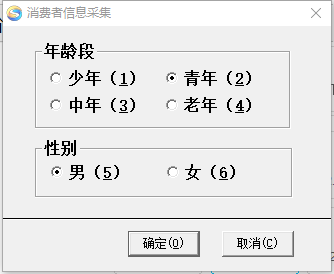 消费者信息采集
年龄段
少年（1） 青年（2）
中年（3） 老年（4）
性别
男（5） 女（6）
确定(O) 取消(C)